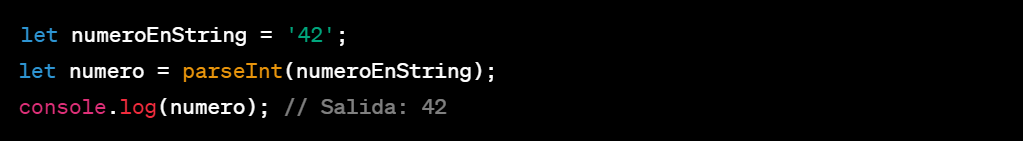 let numeroEnString = '42';
let numero = parseInt(numeroEnString);
console.log(numero); // Salida: 42